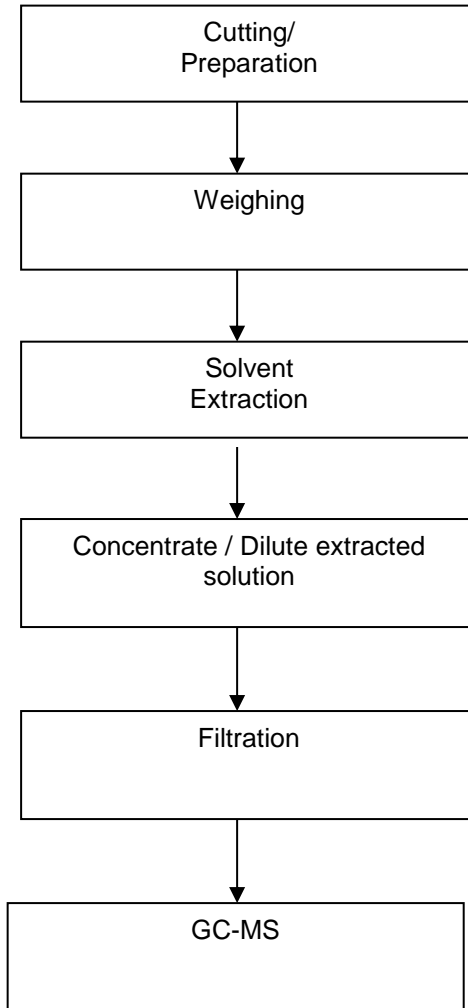 Cutting/
Preparation
Weighing
Solvent
Extraction
Concentrate / Dilute extracted
solution
Filtration
GC-MS